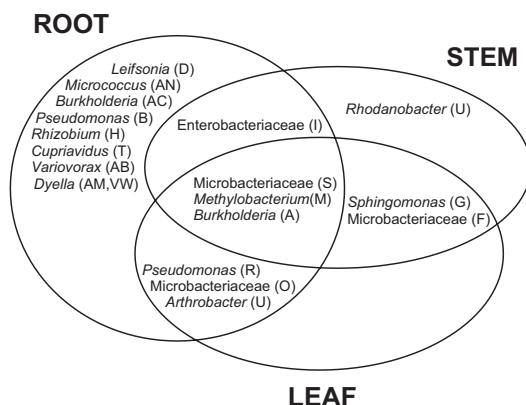 ROOT
STEM
Leifsonia (D)
Micrococcus (AN)
Burkholderia (AC)
Pseudomonas (B)
Rhizobium (H)
Cupriavidus (T)
Variovorax (AB)
Dyella (AM,VW)
Enterobacteriaceae (I)
Rhodanobacter (U)
Microbacteriaceae (S)
Methylobacterium(M)
Burkholderia (A)
Sphingomonas (G)
Microbacteriaceae (F)
Pseudomonas (R)
Microbacteriaceae (O)
Arthrobacter (U)
LEAF